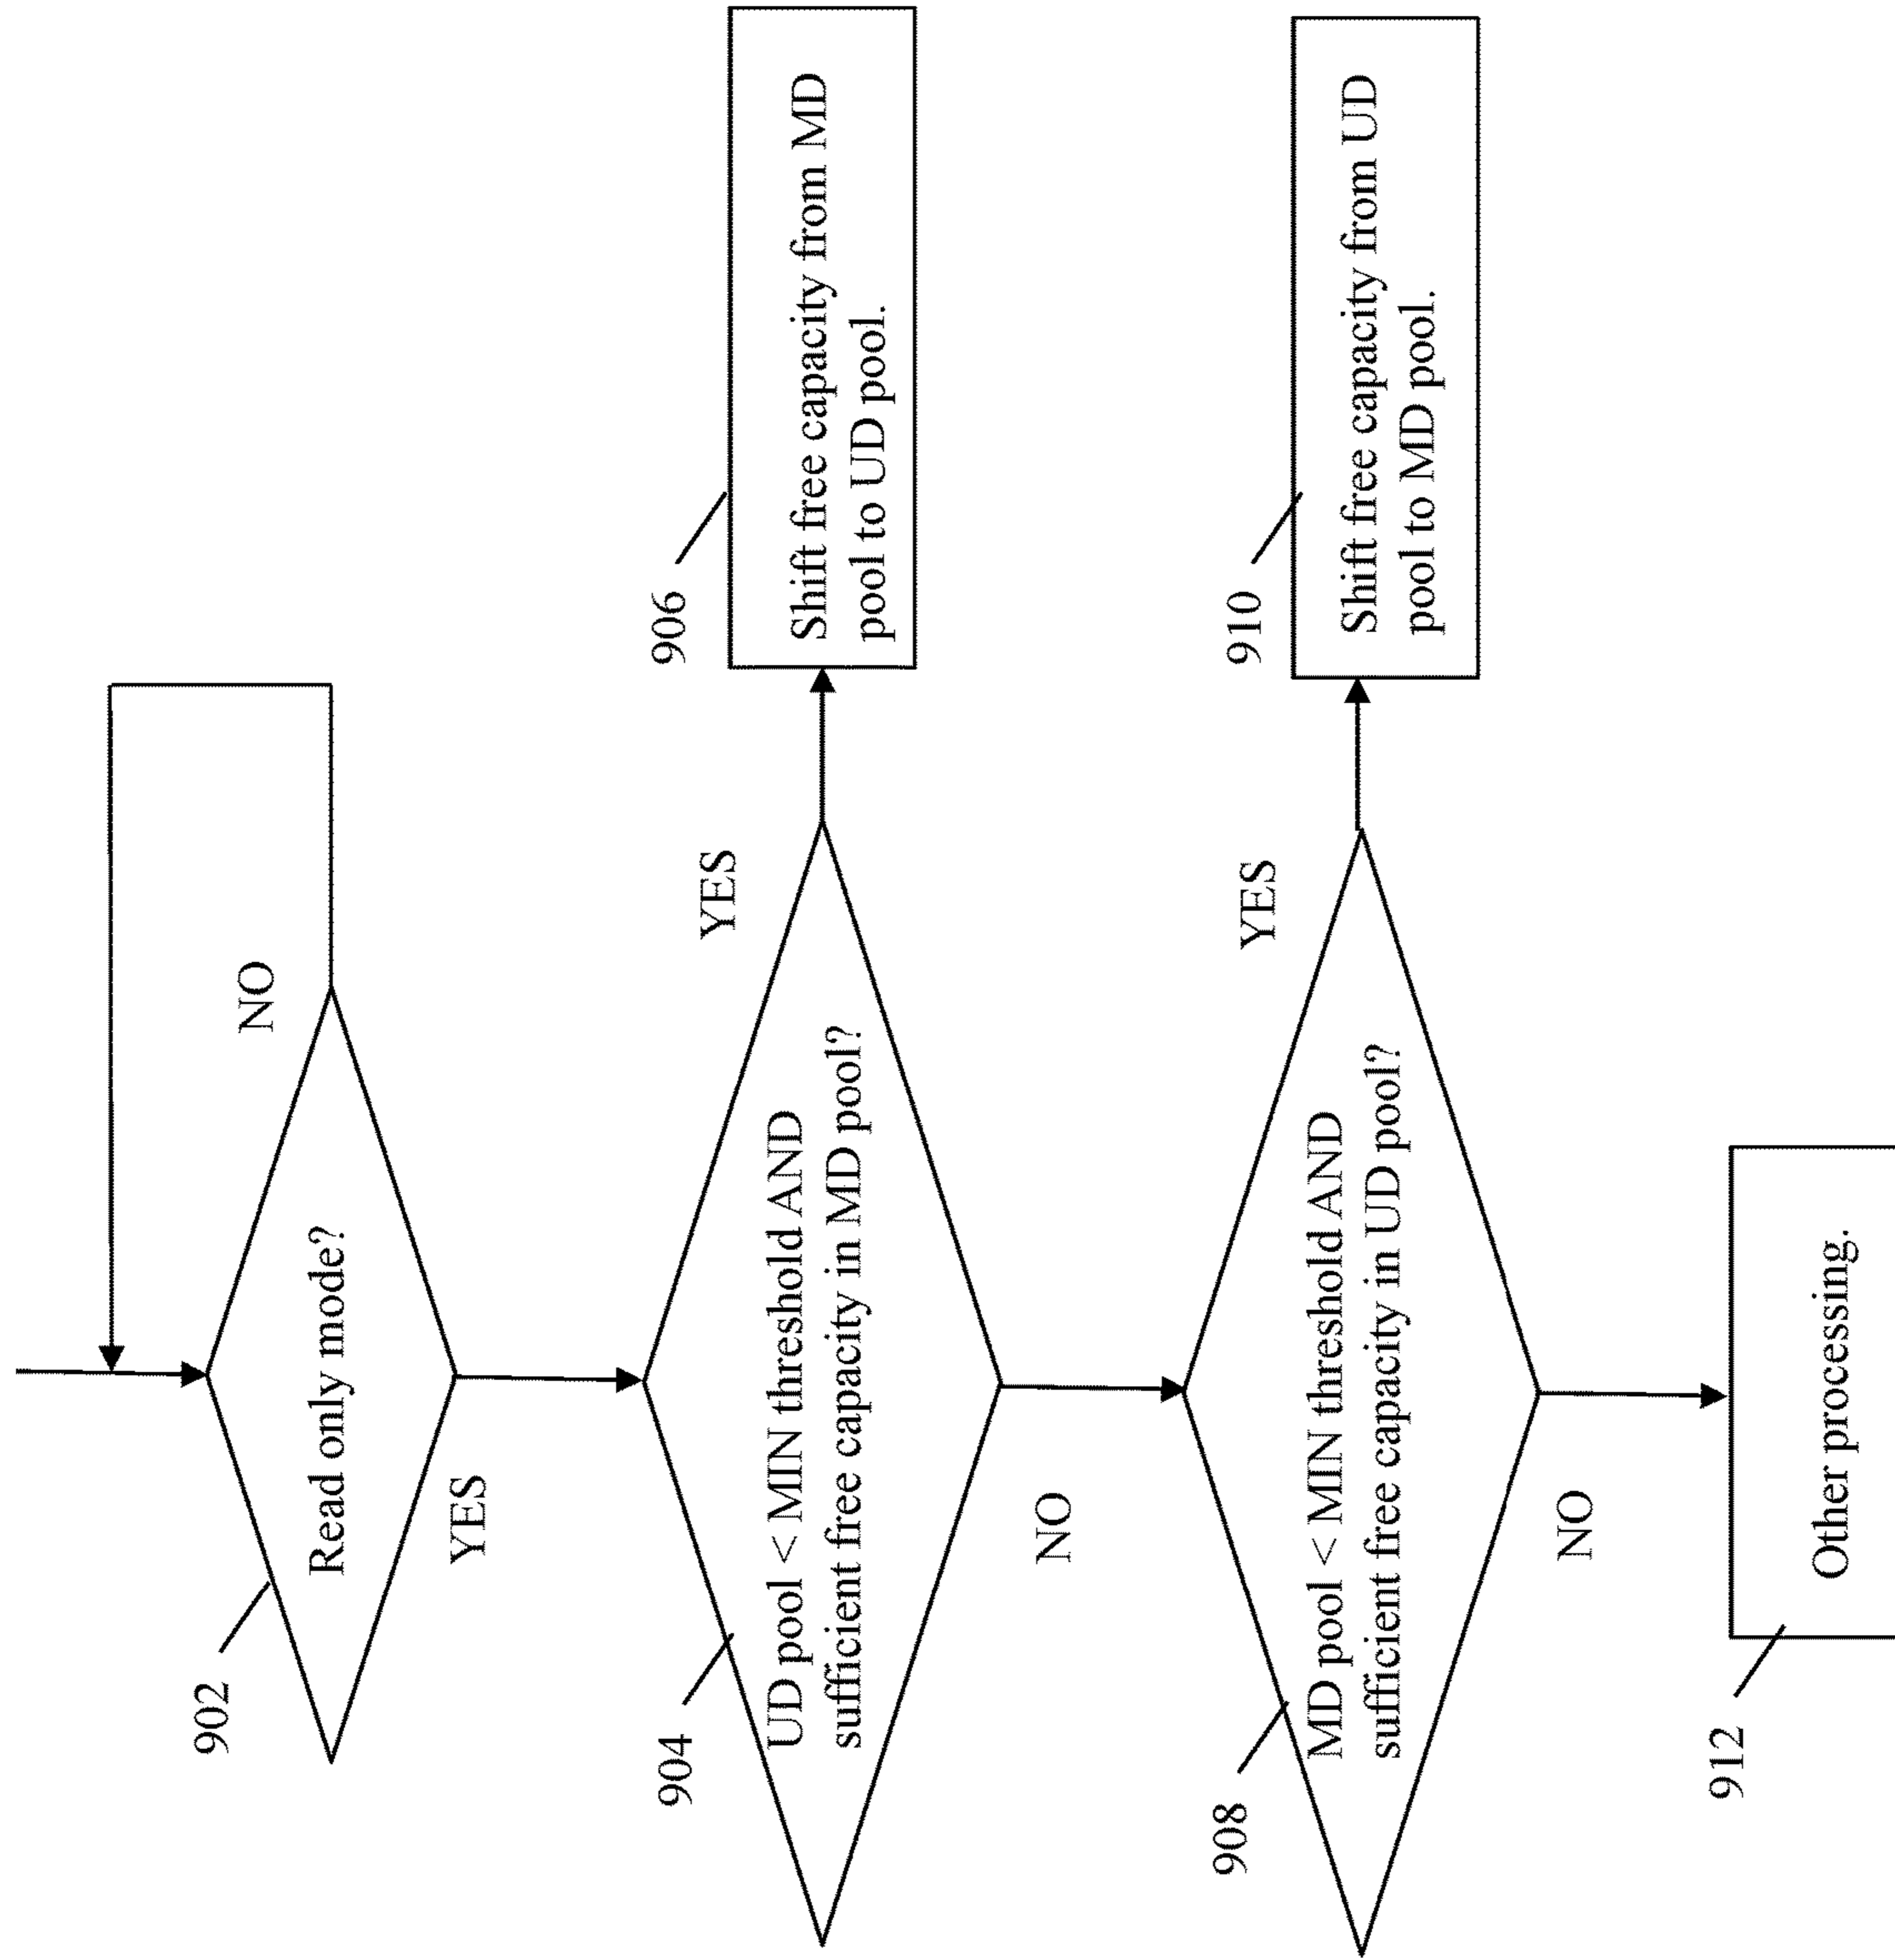 902
Read only mode?
NO
YES
904
UD pool < MIN threshold AND
sufficient free capacity in MD pool?
YES
906
Shift free capacity from MD
pool to UD pool.
NO
908
MD pool < MIN threshold AND
sufficient free capacity in UD pool?
YES
910
Shift free capacity from UD
pool to MD pool.
NO
912
Other processing.